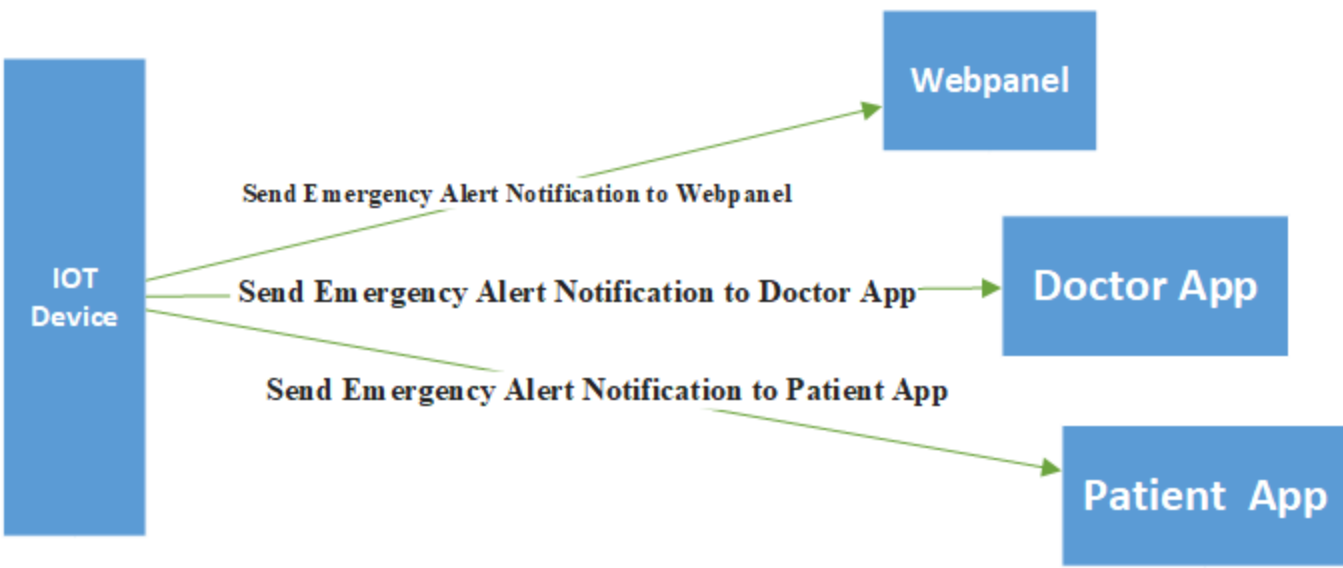 Webpanel
Send Emergency Alert Notification to Webpanel
IOT
Device
Send Emergency Alert Notification to Doctor App
Doctor App
Send Emergency Alert Notification to Patient App
Patient App